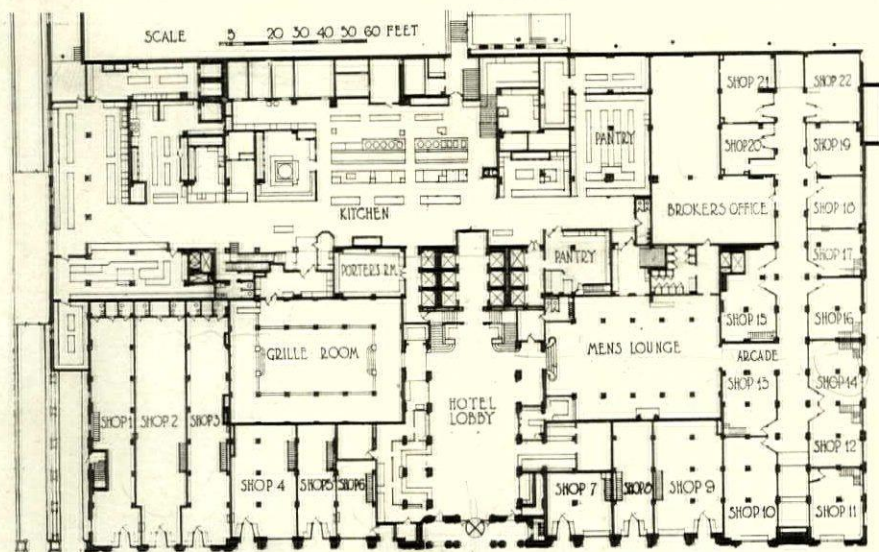 SCALE 5 20 30 40 50 60 FEET
SHOP 21
SHOP 22
PANTRY
SHOP 20
SHOP 19
KITCHEN
BROKERS OFFICE
SHOP 18
SHOP 17
PORTERS RM.
PANTRY
SHOP 15
SHOP 16
GRILLE ROOM
MENS LOUNGE
ARCADE
SHOP 13
SHOP 14
HOTEL
LOBBY
SHOP 1
SHOP 2
SHOP 3
SHOP 12
SHOP 4
SHOP 5
SHOP 6
SHOP 7
SHOP 8
SHOP 9
SHOP 10
SHOP 11